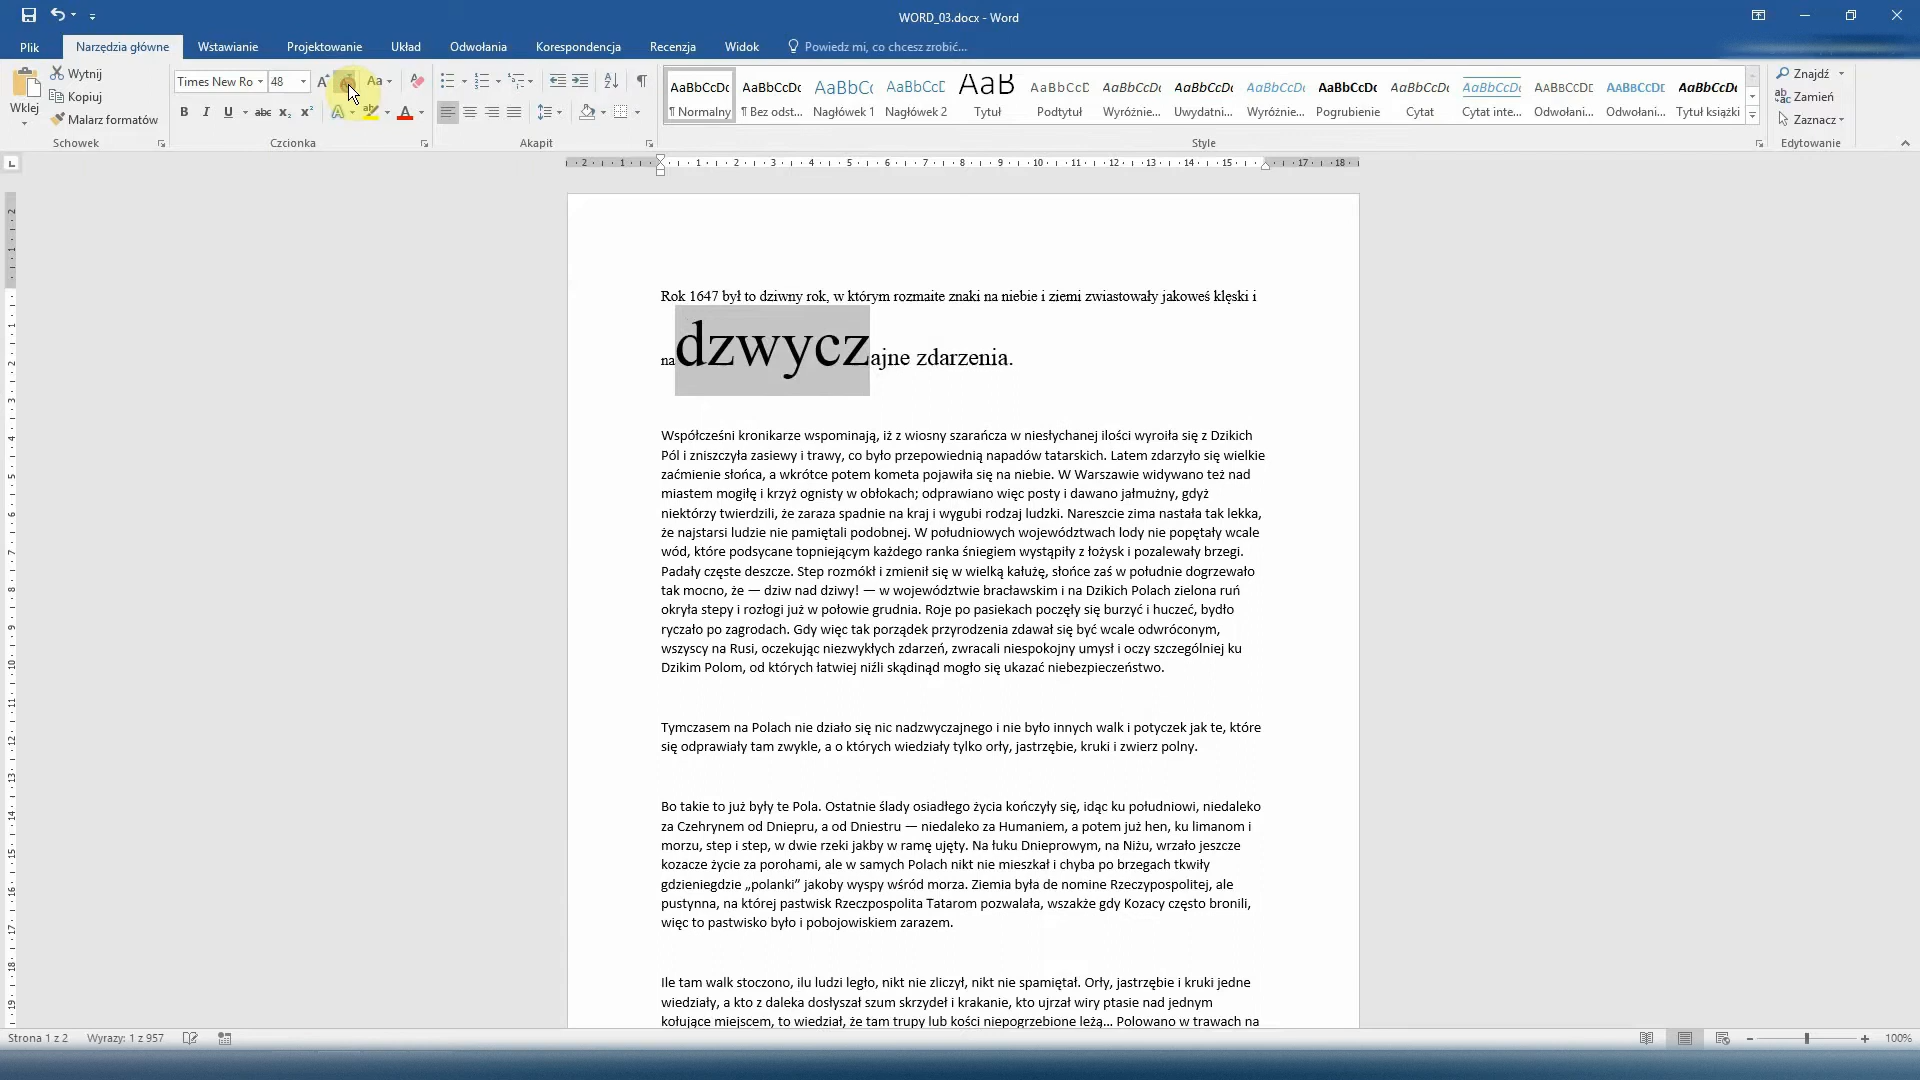 WORD_03.docx - Word
Plik Narzędzia główne Wstawianie Projektowanie Układ Odwołania Korespondencja Recenzja Widok Powiedz mi, co chcesz zrobić...
Wklej
Wytnij
Kopiuj
Malarz formatów
Schowek
Times New Ro 48
Czcionka
Akapit
AaBbCcDc AaBbCcDc AaBbCc AaBbCcD AaB AaBbCcD AaBbCcDc AaBbCcDc AaBbCcDc AaBbCcDc AaBbCcDc AaBbCcDc AaBbCcDc AaBbCcDc AaBbCcDc
¶ Normalny ¶ Bez odst... Nagłówek 1 Nagłówek 2 Tytuł Podtytuł Wyróżnie... Uwydatni... Wyróżnie... Pogrubienie Cytat Cytat inte... Odwołani... Odwołani... Tytuł książki
Style
Znajdź
Zamień
Zaznacz
Edytowanie
Rok 1647 był to dziwny rok, w którym rozmaite znaki na niebie i ziemi zwiastowały jakoweś klęski i
nadzwyczajne zdarzenia.
Współcześni kronikarze wspominają, iż z wiosny szarańcza w niesłychanej ilości wyroiła się z Dzikich
Pól i zniszczyła zasiewy i trawy, co było przepowiednią napadów tatarskich. Latem zdarzyło się wielkie
zaćmienie słońca, a wkrótce potem kometa pojawiła się na niebie. W Warszawie widywano też nad
miastem mogiłę i krzyż ognisty w obłokach; odprawiano więc posty i dawano jałmużny, gdyż
niektórzy twierdzili, że zaraza spadnie na kraj i wygubi rodzaj ludzki. Nareszcie zima nastała tak lekka,
że najstarsi ludzie nie pamiętali podobnej. W południowych województwach lody nie popętały wcale
wód, które podsycane topniejącym każdego ranka śniegiem wystąpiły z łożysk i pozalewały brzegi.
Padały częste deszcze. Step rozmókł i zmienił się w wielką kałużę, słońce zaś w południe dogrzewało
tak mocno, że — dziw nad dziwy! — w województwie bracławskim i na Dzikich Polach zielona ruń
okryła stepy i rozłogi już w połowie grudnia. Roje po pasiekach poczęły się burzyć i huczeć, bydło
ryczało po zagrodach. Gdy więc tak porządek przyrodzenia zdawał się być wcale odwróconym,
wszyscy na Rusi, oczekując niezwykłych zdarzeń, zwracali niespokojny umysł i oczy szczególniej ku
Dzikim Polom, od których łatwiej niźli skądinąd mogło się ukazać niebezpieczeństwo.
Tymczasem na Polach nie działo się nic nadzwyczajnego i nie było innych walk i potyczek jak te, które
się odprawiały tam zwykle, a o których wiedziały tylko orły, jastrzębie, kruki i zwierz polny.
Bo takie to już były te Pola. Ostatnie ślady osiadłego życia kończyły się, idąc ku południowi, niedaleko
za Czehrynem od Dniepru, a od Dniestru — niedaleko za Humaniem, a potem już hen, ku limanom i
morzu, step i step, w dwie rzeki jakby w ramę ujęty. Na łuku Dnieprowym, na Niżu, wrzało jeszcze
kozacze życie za porohami, ale w samych Polach nikt nie mieszkał i chyba po brzegach tkwiły
gdzieniegdzie „polanki” jakoby wyspy wśród morza. Ziemia była de nomine Rzeczypospolitej, ale
pustynna, na której pastwisk Rzeczpospolita Tatarom pozwalała, wszakże gdy Kozacy często bronili,
więc to pastwisko było i pobojowiskiem zarazem.
Ile tam walk stoczono, ilu ludzi legło, nikt nie zliczył, nikt nie spamiętał. Orły, jastrzębie i kruki jedne
wiedziały, a kto z daleka dosłyszał szum skrzydeł i krakanie, kto ujrzał wiry ptasie nad jednym
kołujące miejscem, to wiedział, że tam trupy lub kości niepogrzebione leżą... Polowano w trawach na
Strona 1 z 2 Wyrazy: 1 z 957 100%